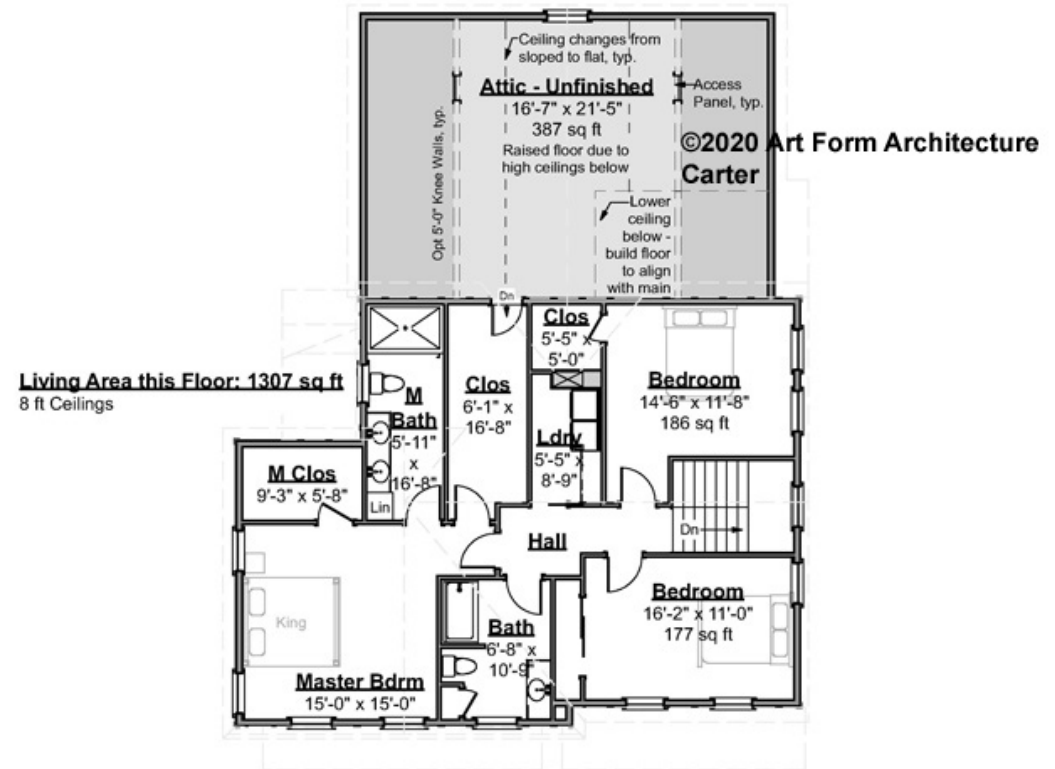 Ceiling changes from
sloped to flat, typ.
Attic - Unfinished
16'-7" x 21'-5"
387 sq ft
Raised floor due to
high ceilings below
Access
Panel, typ.
Opt 5'-0" Knee Walls, typ.
©2020 Art Form Architecture
Carter
Lower
ceiling
below -
build floor
to align
with main
Dn
Living Area this Floor: 1307 sq ft
8 ft Ceilings
M
Bath
5'-11"
x
16'-8"
Lin
Clos
6'-1" x
16'-8"
Clos
5'-5" x
5'-0"
Ldry
5'-5" x
8'-9"
Bedroom
14'-6" x 11'-8"
186 sq ft
M Clos
9'-3" x 5'-8"
Hall
Dn
King
Master Bdrm
15'-0" x 15'-0"
Bath
6'-8" x
10'-9"
Bedroom
16'-2" x 11'-0"
177 sq ft